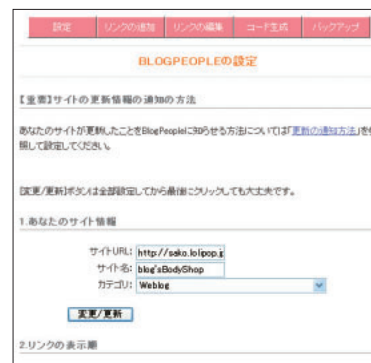 設定 リンクの追加 リンクの編集 コード生成 バックアップ
BLOGPEOPLEの設定
【重要】サイトの更新情報の通知の方法
あなたのサイトが更新したことをBlogPeopleに知らせる方法については「更新の通知方法」を
照して設定してください。
[変更/更新]ボタンは全部設定してから最後にクリックしても大丈夫です。
1.あなたのサイト情報
サイトURL: http://sako.lolipop.j
サイト名: blog'sBodyShop
カテゴリ: Weblog
変更/更新
2.リンクの表示順